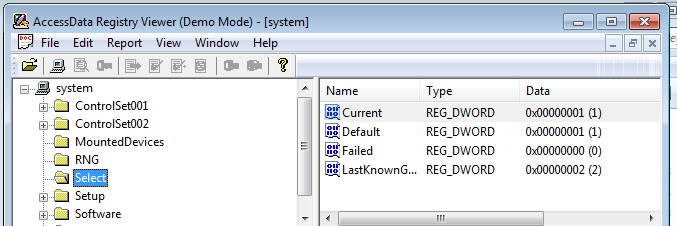 AccessData Registry Viewer (Demo Mode) - [system]
File Edit Report View Window Help
system
ControlSet001
ControlSet002
MountedDevices
RNG
Select
Setup
Software
Name Type Data
Current REG_DWORD 0x00000001 (1)
Default REG_DWORD 0x00000001 (1)
Failed REG_DWORD 0x00000000 (0)
LastKnownG... REG_DWORD 0x00000002 (2)